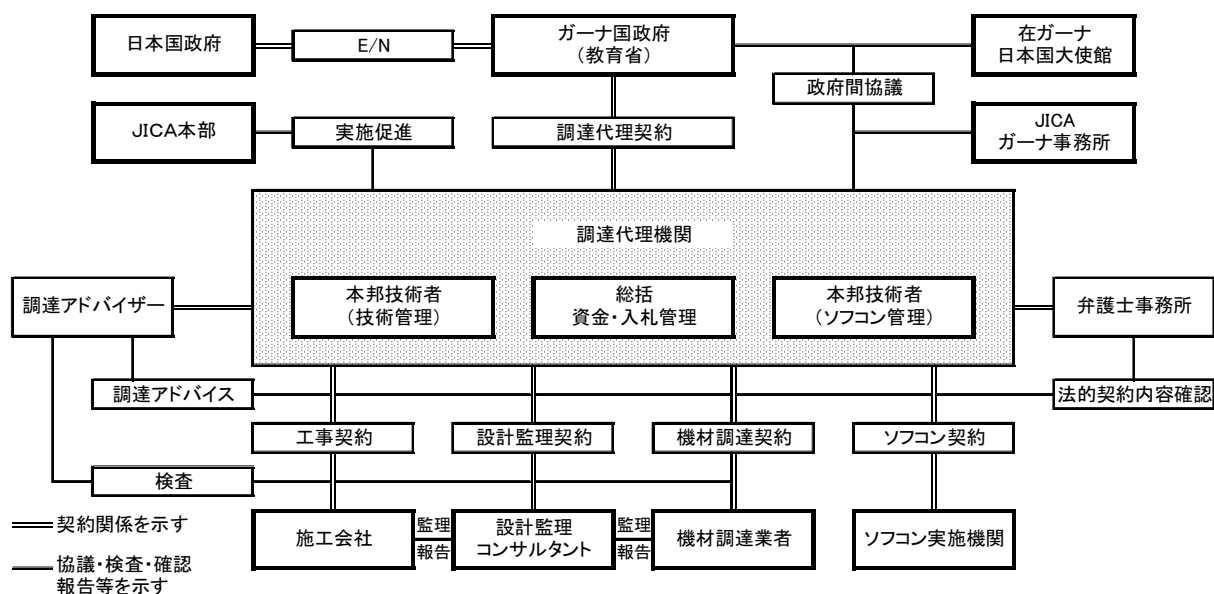 日本国政府
E/N
ガーナ国政府
（教育省）
在ガーナ
日本国大使館
政府間協議
JICA本部
実施促進
調達代理契約
JICA
ガーナ事務所
調達代理機関
調達アドバイザー
本邦技術者
（技術管理）
総括
資金・入札管理
本邦技術者
（ソフコン管理）
弁護士事務所
調達アドバイス
法的契約内容確認
工事契約
設計監理契約
機材調達契約
ソフコン契約
検査
契約関係を示す
施工会社
監理
報告
設計監理
コンサルタント
監理
報告
機材調達業者
ソフコン実施機関
協議・検査・確認
報告等を示す